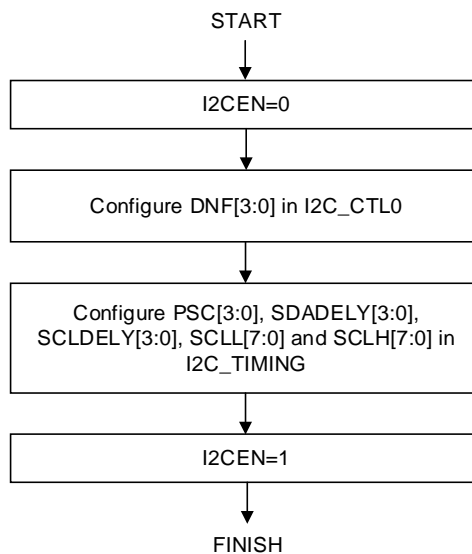 START
I2CEN=0
Configure DNF[3:0] in I2C_CTL0
Configure PSC[3:0], SDADELY[3:0],
SCLDELY[3:0], SCLL[7:0] and SCLH[7:0] in
I2C_TIMING
I2CEN=1
FINISH